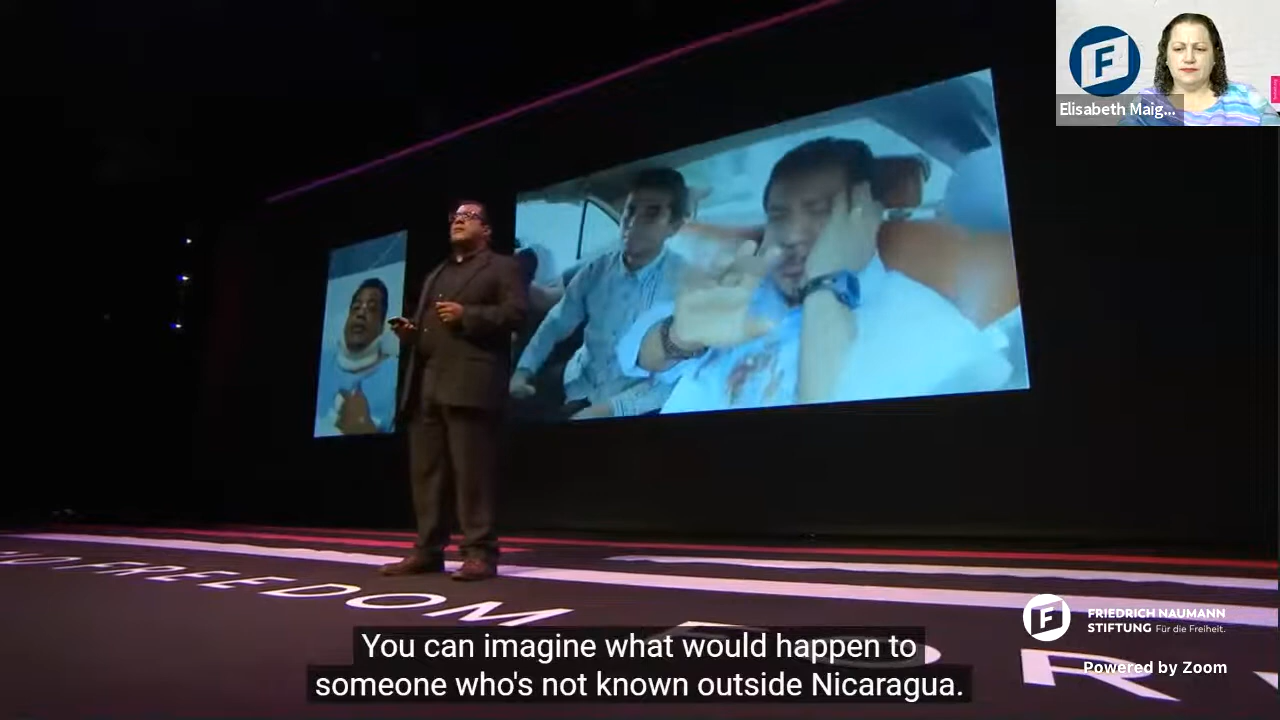 Elisabeth Maig...
FREEDOM FOR
You can imagine what would happen to
someone who's not known outside Nicaragua.
F
FRIEDRICH NAUMANN
STIFTUNG Für die Freiheit.
Powered by Zoom
F